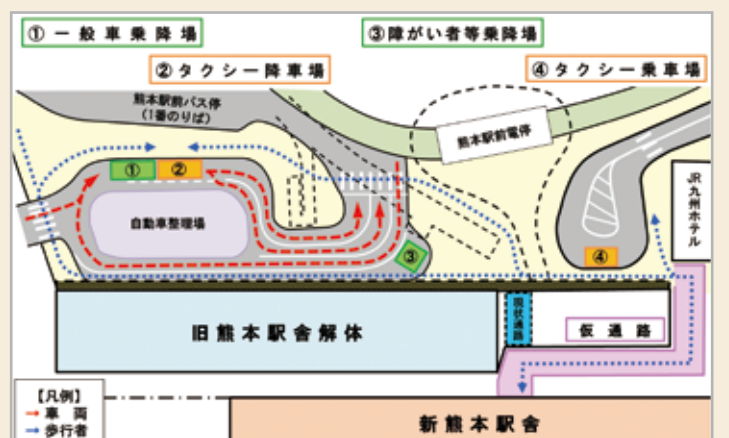 ①一般車乗降場
③障がい者等乗降場
②タクシー降車場
④タクシー乗車場
熊本駅前バス停
(1番のりば)
熊本駅前電停
①
②
JR九州ホテル
自動車整理場
③
④
旧熊本駅舎解体
現状通路
仮通路
【凡例】
車両
歩行者
新熊本駅舎